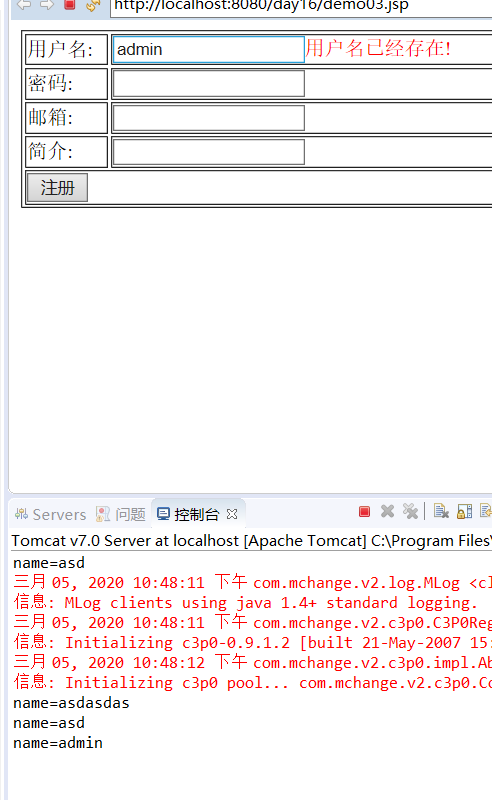 http://localhost:8080/day16/demo03.jsp
用户名: admin 用户名已经存在!
密码:
邮箱:
简介:
注册
Servers 问题 控制台
Tomcat v7.0 Server at localhost [Apache Tomcat] C:\Program Files\
name=asd
三月 05, 2020 10:48:11 下午 com.mchange.v2.log.MLog <cl
信息: MLog clients using java 1.4+ standard logging.
三月 05, 2020 10:48:11 下午 com.mchange.v2.c3p0.C3P0Reg
信息: Initializing c3p0-0.9.1.2 [built 21-May-2007 15:
三月 05, 2020 10:48:12 下午 com.mchange.v2.c3p0.impl.Ab
信息: Initializing c3p0 pool... com.mchange.v2.c3p0.Co
name=asdasdas
name=asd
name=admin